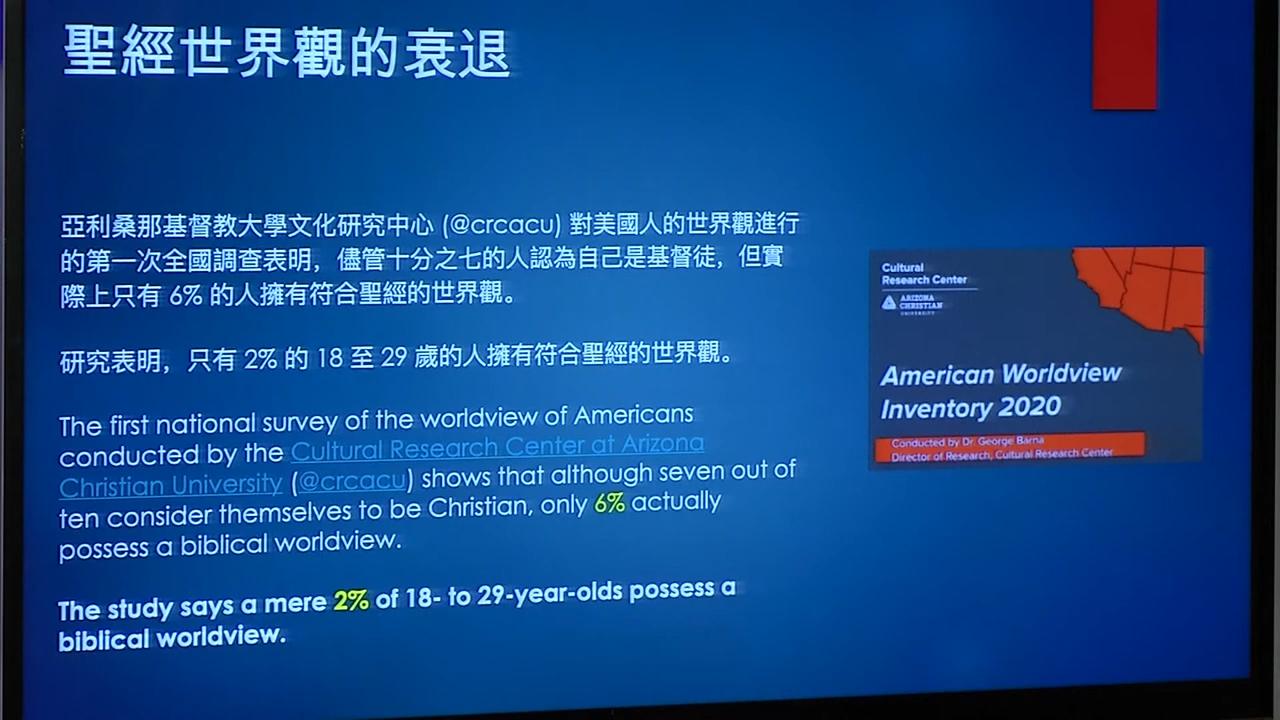 聖經世界觀的衰退
亞利桑那基督教大學文化研究中心 (@crcacu) 對美國人的世界觀進行
的第一次全國調查表明，儘管十分之七的人認為自己是基督徒，但實
際上只有 6% 的人擁有符合聖經的世界觀。
研究表明，只有 2% 的 18 至 29 歲的人擁有符合聖經的世界觀。
The first national survey of the worldview of Americans
conducted by the Cultural Research Center at Arizona
Christian University (@crcacu) shows that although seven out of
ten consider themselves to be Christian, only 6% actually
possess a biblical worldview.
The study says a mere 2% of 18- to 29-year-olds possess a
biblical worldview.
Cultural
Research Center
ARIZONA
CHRISTIAN
UNIVERSITY
American Worldview
Inventory 2020
Conducted by Dr. George Barna
Director of Research, Cultural Research Center